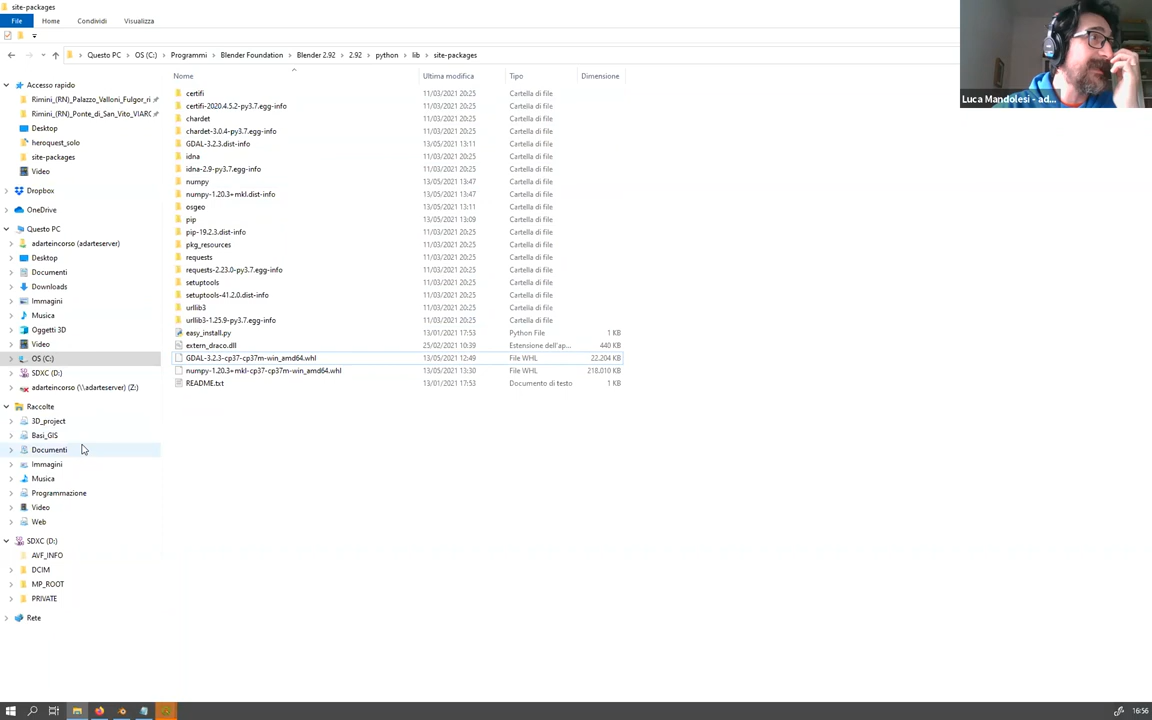 site-packages
File Home Condividi Visualizza
Questo PC OS (C:) Programmi Blender Foundation Blender 2.92 2.92 python lib site-packages
Nome Ultima modifica Tipo Dimensione
Accesso rapido
Rimini_(RN)_Palazzo_Valloni_Fulgor_ri
Rimini_(RN)_Ponte_di_San_Vito_VIARC
Desktop
heroquest_solo
site-packages
Video
Dropbox
OneDrive
Questo PC
adarteincorso (adarteserver)
Desktop
Documenti
Downloads
Immagini
Musica
Oggetti 3D
Video
OS (C:)
SDXC (D:)
adarteincorso (\\adarteserver) (Z:)
Raccolte
3D_project
Basi_GIS
Documenti
Immagini
Musica
Programmazione
Video
Web
SDXC (D:)
AVF_INFO
DCIM
MP_ROOT
PRIVATE
Rete
certifi 11/03/2021 20:25 Cartella di file
certifi-2020.4.5.2-py3.7.egg-info 11/03/2021 20:25 Cartella di file
chardet 11/03/2021 20:25 Cartella di file
chardet-3.0.4-py3.7.egg-info 11/03/2021 20:25 Cartella di file
GDAL-3.2.3.dist-info 13/05/2021 13:11 Cartella di file
idna 11/03/2021 20:25 Cartella di file
idna-2.9-py3.7.egg-info 11/03/2021 20:25 Cartella di file
numpy 13/05/2021 13:47 Cartella di file
numpy-1.20.3+mkl.dist-info 13/05/2021 13:47 Cartella di file
osgeo 13/05/2021 13:11 Cartella di file
pip 13/05/2021 13:09 Cartella di file
pip-19.2.3.dist-info 11/03/2021 20:25 Cartella di file
pkg_resources 11/03/2021 20:25 Cartella di file
requests 11/03/2021 20:25 Cartella di file
requests-2.23.0-py3.7.egg-info 11/03/2021 20:25 Cartella di file
setuptools 11/03/2021 20:25 Cartella di file
setuptools-41.2.0.dist-info 11/03/2021 20:25 Cartella di file
urllib3 11/03/2021 20:25 Cartella di file
urllib3-1.25.9-py3.7.egg-info 11/03/2021 20:25 Cartella di file
easy_install.py 13/01/2021 17:53 Python File 1 KB
extern_draco.dll 25/02/2021 10:39 Estensione dell'ap... 440 KB
GDAL-3.2.3-cp37-cp37m-win_amd64.whl 13/05/2021 12:49 File WHL 22.204 KB
numpy-1.20.3+mkl-cp37-cp37m-win_amd64.whl 13/05/2021 13:30 File WHL 218.010 KB
README.txt 13/01/2021 17:53 Documento di testo 1 KB
Luca Mandolesi - ad...
16:56